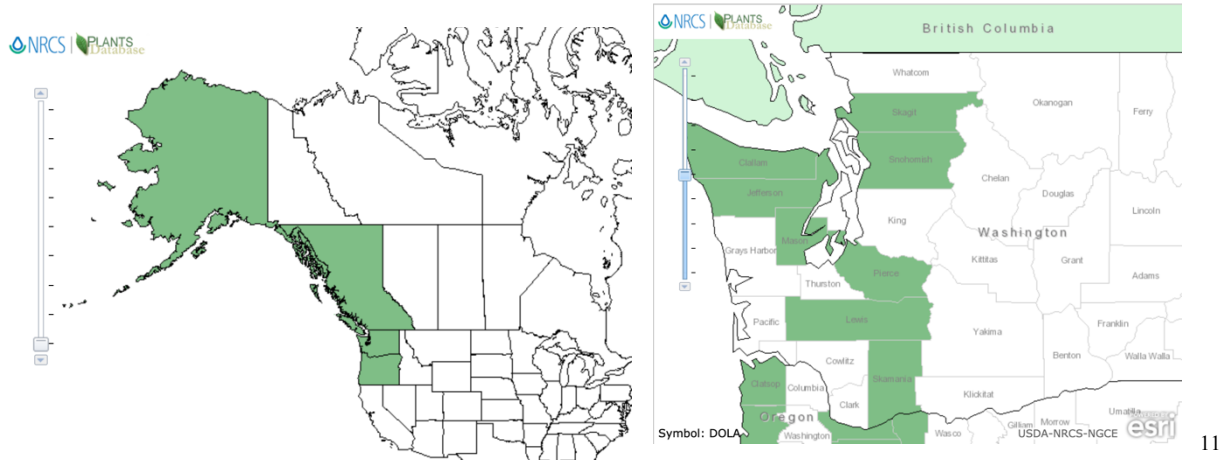 NRCS | PLANTS
Database
NRCS | PLANTS
Database
British Columbia
Whatcom
Okanogan
Ferry
Skagit
Snohomish
Clallam
Chelan
Jefferson
Douglas
Lincoln
King
Washington
Mason
Grays Harbor
Kittitas
Grant
Pierce
Adams
Thurston
Pacific
Lewis
Franklin
Yakima
Benton
Walla Walla
Cowlitz
Clatsop
Columbia
Skamania
Klickitat
Clark
Oregon
Umatilla
Gilliam
Morrow
esri
Symbol: DOLA
Washington
Wasco
USDA-NRCS-NGCE
11